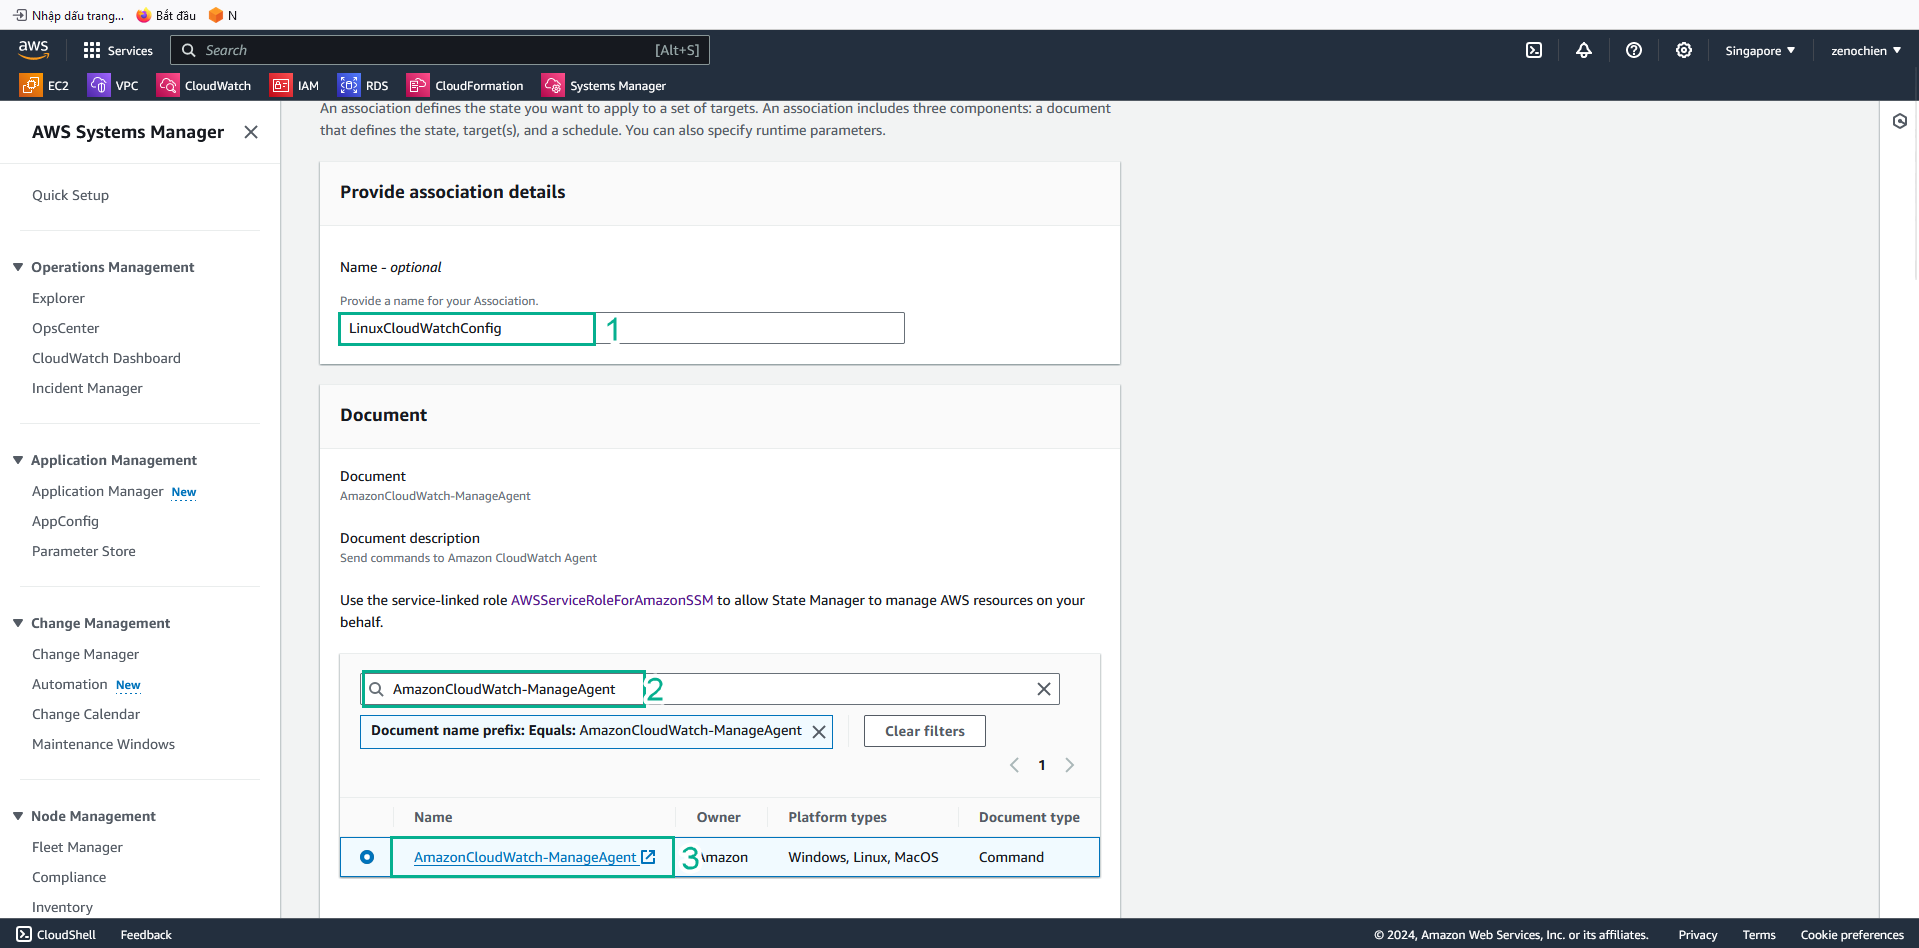 Nhập dấu trang... Bắt đầu N
aws Services Search [Alt+S] Singapore zenochien
EC2 VPC CloudWatch IAM RDS CloudFormation Systems Manager
AWS Systems Manager
Quick Setup
Operations Management
Explorer
OpsCenter
CloudWatch Dashboard
Incident Manager
Application Management
Application Manager New
AppConfig
Parameter Store
Change Management
Change Manager
Automation New
Change Calendar
Maintenance Windows
Node Management
Fleet Manager
Compliance
Inventory
An association defines the state you want to apply to a set of targets. An association includes three components: a document
that defines the state, target(s), and a schedule. You can also specify runtime parameters.
Provide association details
Name - optional
Provide a name for your Association.
LinuxCloudWatchConfig 1
Document
Document
AmazonCloudWatch-ManageAgent
Document description
Send commands to Amazon CloudWatch Agent
Use the service-linked role AWSServiceRoleForAmazonSSM to allow State Manager to manage AWS resources on your
behalf.
AmazonCloudWatch-ManageAgent 2
Document name prefix: Equals: AmazonCloudWatch-ManageAgent Clear filters
1
Name Owner Platform types Document type
AmazonCloudWatch-ManageAgent 3 Amazon Windows, Linux, MacOS Command
CloudShell Feedback © 2024, Amazon Web Services, Inc. or its affiliates. Privacy Terms Cookie preferences